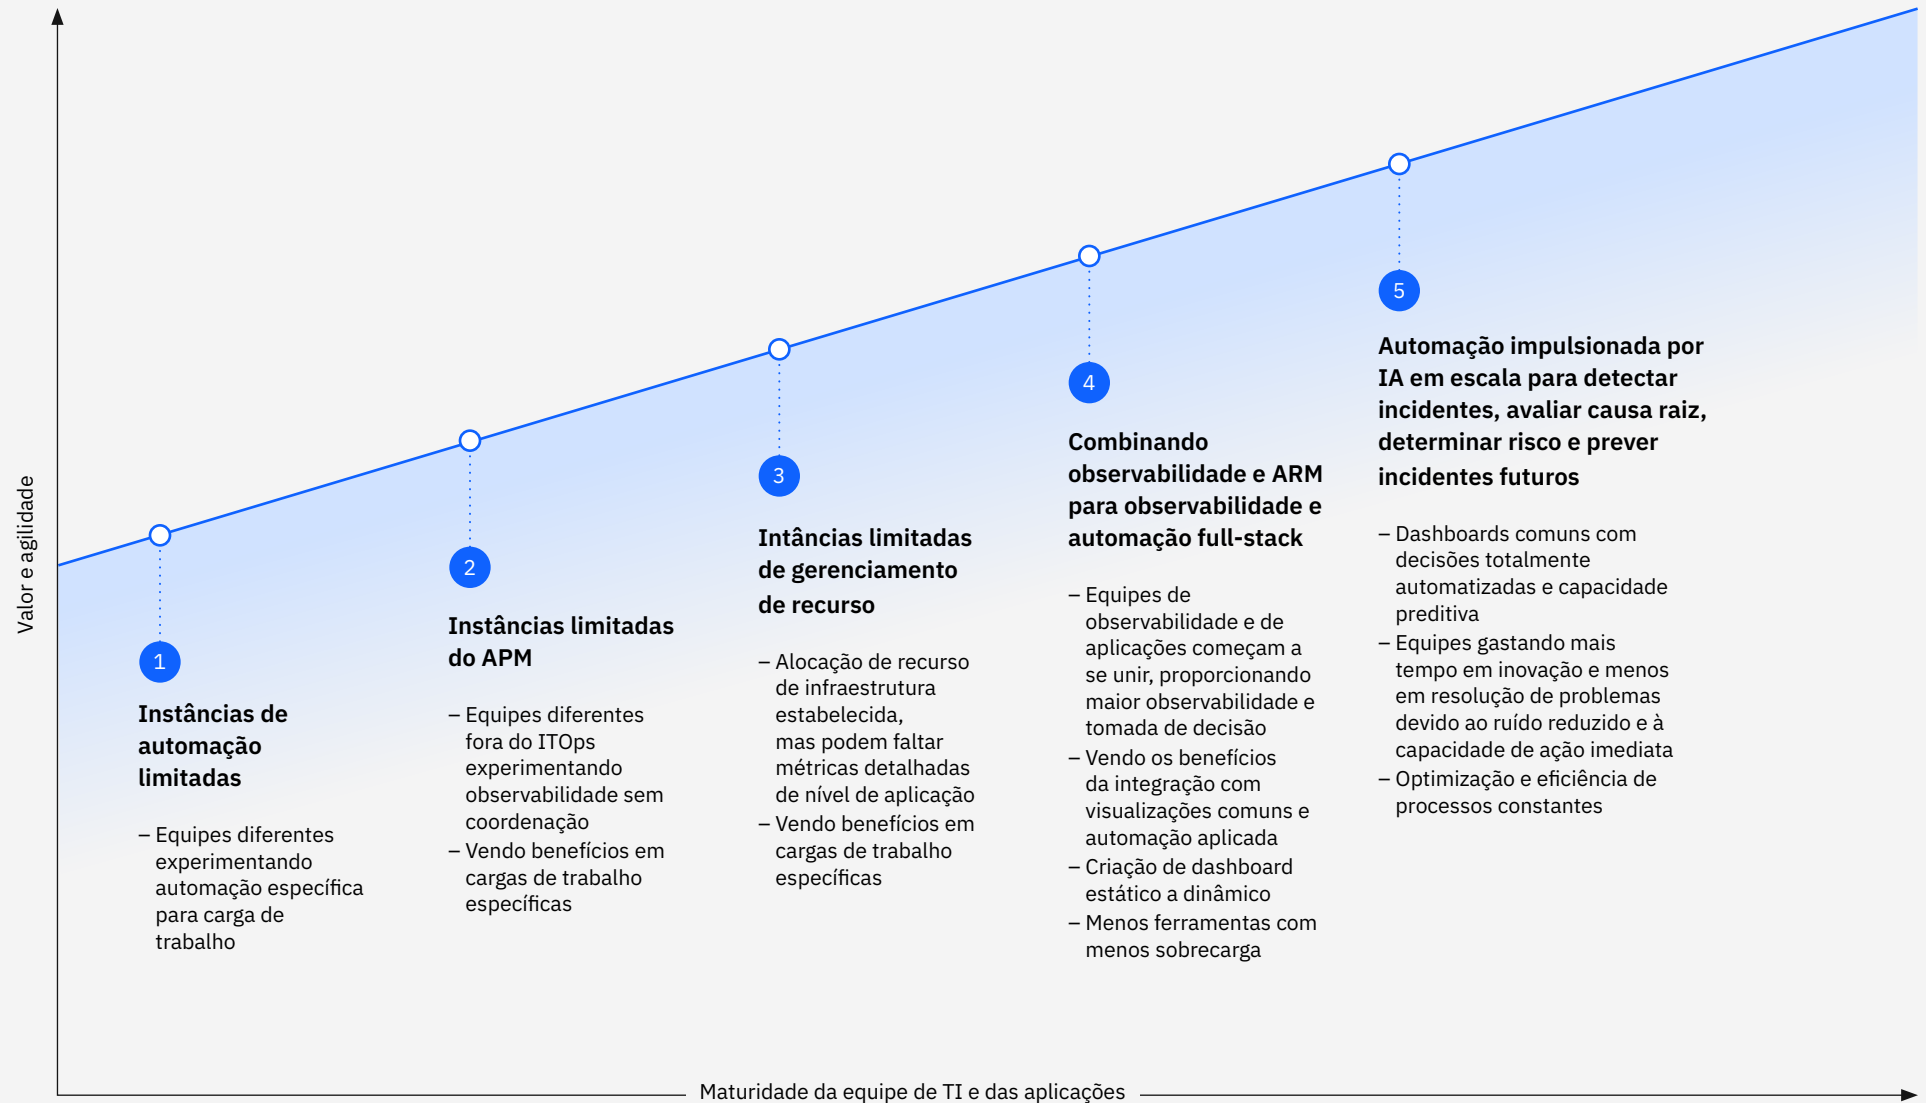 Valor e agilidade
1
Instâncias de
automação
limitadas
– Equipes diferentes
experimentando
automação específica
para carga de
trabalho
2
Instâncias limitadas
do APM
– Equipes diferentes
fora do ITOps
experimentando
observabilidade sem
coordenação
– Vendo benefícios em
cargas de trabalho
específicas
3
Intâncias limitadas
de gerenciamento
de recurso
– Alocação de recurso
de infraestrutura
estabelecida,
mas podem faltar
métricas detalhadas
de nível de aplicação
– Vendo benefícios em
cargas de trabalho
específicas
4
Combinando
observabilidade e ARM
para observabilidade e
automação full-stack
– Equipes de
observabilidade e de
aplicações começam a
se unir, proporcionando
maior observabilidade e
tomada de decisão
– Vendo os benefícios
da integração com
visualizações comuns e
automação aplicada
– Criação de dashboard
estático a dinâmico
– Menos ferramentas com
menos sobrecarga
5
Automação impulsionada por
IA em escala para detectar
incidentes, avaliar causa raiz,
determinar risco e prever
incidentes futuros
– Dashboards comuns com
decisões totalmente
automatizadas e capacidade
preditiva
– Equipes gastando mais
tempo em inovação e menos
em resolução de problemas
devido ao ruído reduzido e à
capacidade de ação imediata
– Optimização e eficiência de
processos constantes
Maturidade da equipe de TI e das aplicações